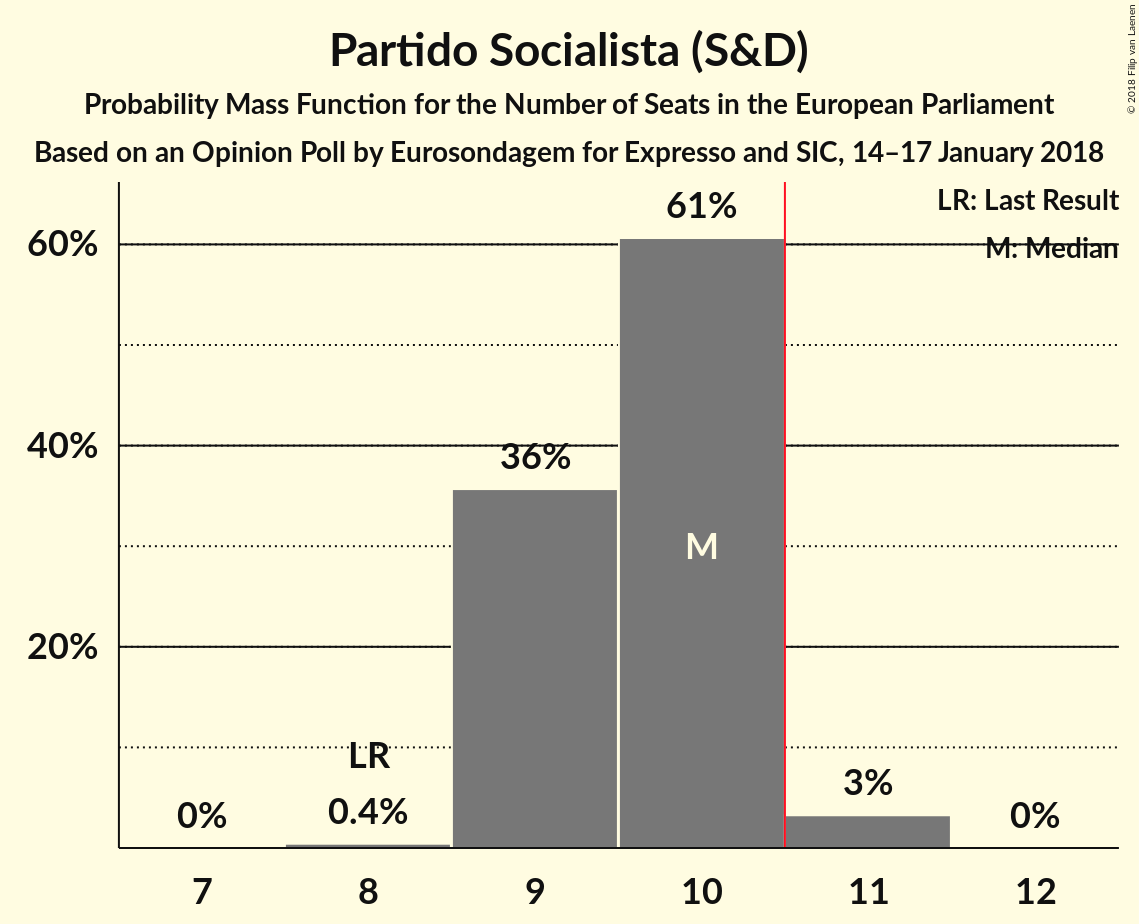 Partido Socialista (S&D)
Probability Mass Function for the Number of Seats in the European Parliament
Based on an Opinion Poll by Eurosondagem for Expresso and SIC, 14–17 January 2018
© 2018 Filip van Laenen
LR: Last Result
M: Median
60%
40%
20%
0%
LR
0.4%
36%
61%
M
3%
0%
7 8 9 10 11 12